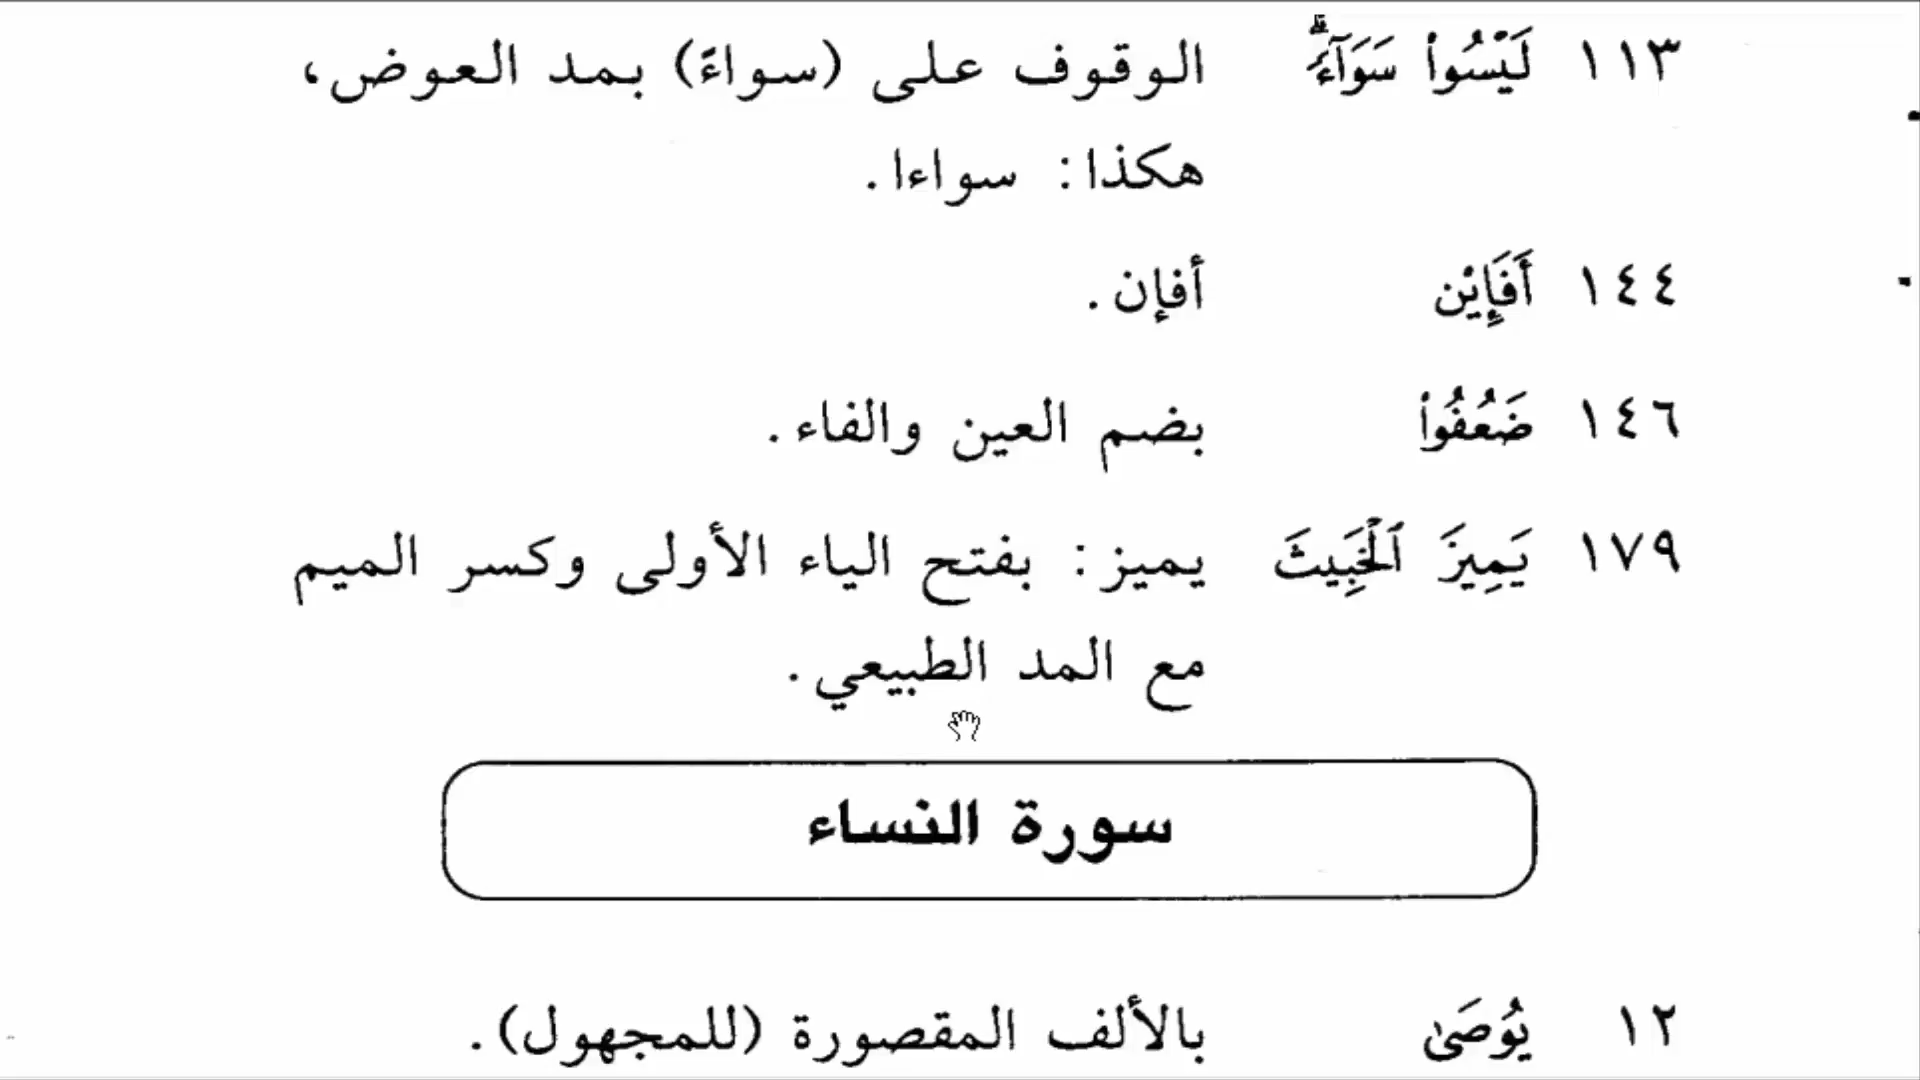 ١١٣ لَيْسُوا۟ سَوَآءًۗ الوقوف على (سواءً) بمد العوض،
هكذا: سواءا.
١٤٤ أَفَإِي۟ن أفإن.
١٤٦ ضَعُفُوا۟ بضم العين والفاء.
١٧٩ يَمِيزَ ٱلْخَبِيثَ يميز: بفتح الياء الأولى وكسر الميم
مع المد الطبيعي.
سورة النساء
١٢ يُوصَىٰ بالألف المقصورة (للمجهول).